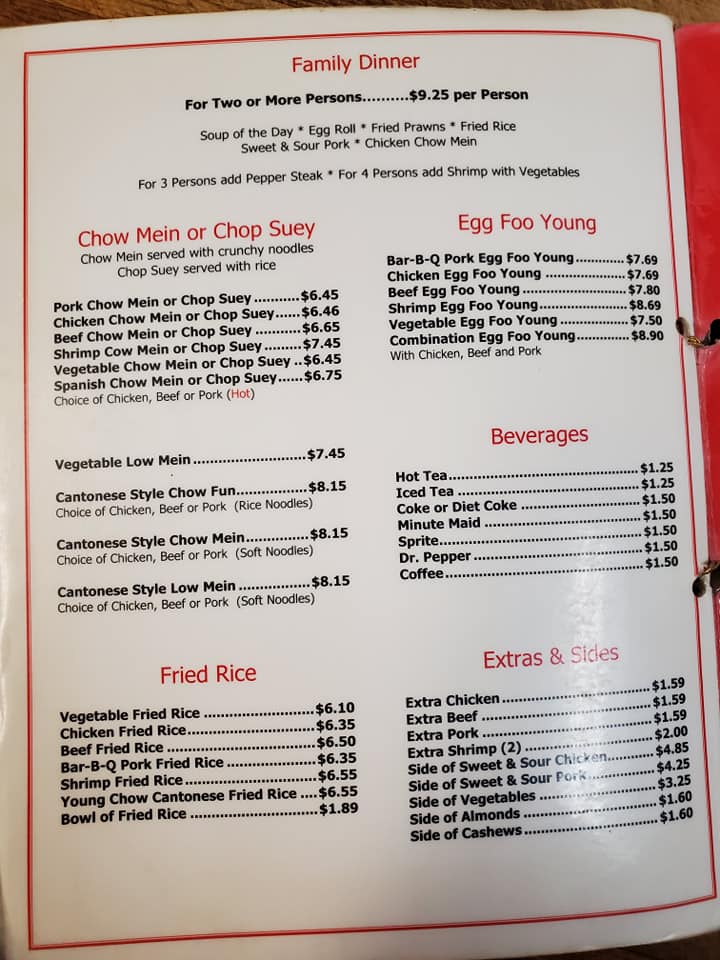 Family Dinner
For Two or More Persons..........$9.25 per Person
Soup of the Day * Egg Roll * Fried Prawns * Fried Rice
Sweet & Sour Pork * Chicken Chow Mein
For 3 Persons add Pepper Steak * For 4 Persons add Shrimp with Vegetables
Chow Mein or Chop Suey
Chow Mein served with crunchy noodles
Chop Suey served with rice
Pork Chow Mein or Chop Suey ...........$6.45
Chicken Chow Mein or Chop Suey......$6.46
Beef Chow Mein or Chop Suey ...........$6.65
Shrimp Cow Mein or Chop Suey.........$7.45
Vegetable Chow Mein or Chop Suey ..$6.45
Spanish Chow Mein or Chop Suey......$6.75
Choice of Chicken, Beef or Pork (Hot)
Vegetable Low Mein...........................$7.45
Cantonese Style Chow Fun.................$8.15
Choice of Chicken, Beef or Pork (Rice Noodles)
Cantonese Style Chow Mein...............$8.15
Choice of Chicken, Beef or Pork (Soft Noodles)
Cantonese Style Low Mein .................$8.15
Choice of Chicken, Beef or Pork (Soft Noodles)
Fried Rice
Vegetable Fried Rice ..........................$6.10
Chicken Fried Rice..............................$6.35
Beef Fried Rice ...................................$6.50
Bar-B-Q Pork Fried Rice .....................$6.35
Shrimp Fried Rice...............................$6.55
Young Chow Cantonese Fried Rice ....$6.55
Bowl of Fried Rice ..............................$1.89
Egg Foo Young
Bar-B-Q Pork Egg Foo Young.............$7.69
Chicken Egg Foo Young .....................$7.69
Beef Egg Foo Young ...........................$7.80
Shrimp Egg Foo Young.......................$8.69
Vegetable Egg Foo Young ..................$7.50
Combination Egg Foo Young..............$8.90
With Chicken, Beef and Pork
Beverages
Hot Tea..............................................$1.25
Iced Tea ............................................$1.25
Coke or Diet Coke .............................$1.50
Minute Maid ......................................$1.50
Sprite.................................................$1.50
Dr. Pepper .........................................$1.50
Coffee................................................$1.50
Extras & Sides
Extra Chicken ....................................$1.59
Extra Beef .........................................$1.59
Extra Pork .........................................$1.59
Extra Shrimp (2) ................................$2.00
Side of Sweet & Sour Chicken...........$4.85
Side of Sweet & Sour Pork................$4.25
Side of Vegetables .............................$3.25
Side of Almonds ................................$1.60
Side of Cashews.................................$1.60